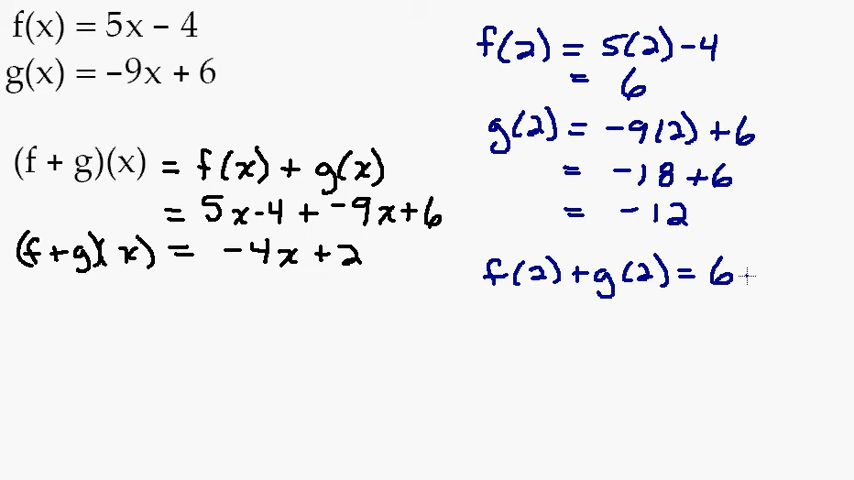 f(x) = 5x – 4
g(x) = –9x + 6
(f + g)(x) = f(x) + g(x)
= 5x-4 + -9x+6
(f+g)(x) = -4x +2
f(2) = 5(2) -4
= 6
g(2) = -9(2) +6
= -18 +6
= -12
f(2) +g(2) = 6